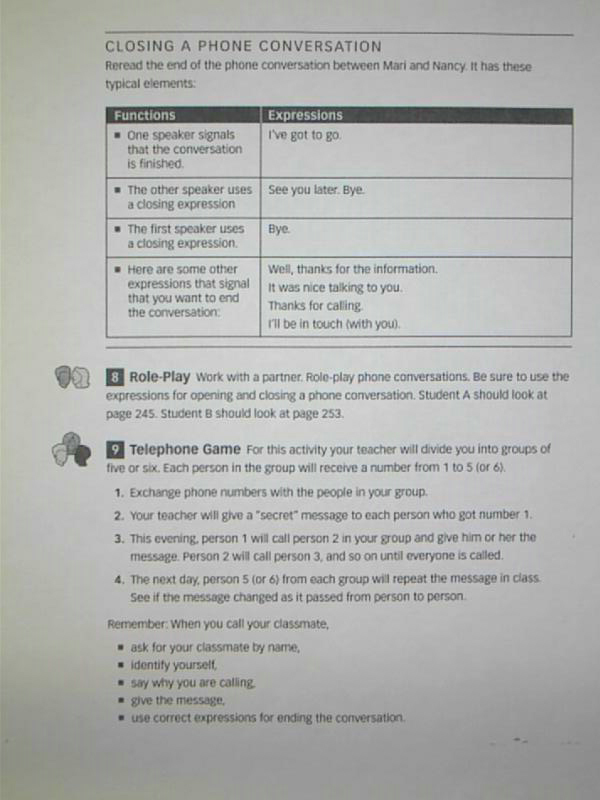 CLOSING A PHONE CONVERSATION
Reread the end of the phone conversation between Mari and Nancy. It has these
typical elements:
Functions Expressions
▪ One speaker signals I've got to go.
that the conversation
is finished.
▪ The other speaker uses See you later. Bye.
a closing expression
▪ The first speaker uses Bye.
a closing expression.
▪ Here are some other Well, thanks for the information.
expressions that signal It was nice talking to you.
that you want to end Thanks for calling.
the conversation: I'll be in touch (with you).
8 Role-Play Work with a partner. Role-play phone conversations. Be sure to use the
expressions for opening and closing a phone conversation. Student A should look at
page 245. Student B should look at page 253.
9 Telephone Game For this activity your teacher will divide you into groups of
five or six. Each person in the group will receive a number from 1 to 5 (or 6).
1. Exchange phone numbers with the people in your group.
2. Your teacher will give a "secret" message to each person who got number 1.
3. This evening, person 1 will call person 2 in your group and give him or her the
message. Person 2 will call person 3, and so on until everyone is called.
4. The next day, person 5 (or 6) from each group will repeat the message in class.
See if the message changed as it passed from person to person.
Remember: When you call your classmate,
▪ ask for your classmate by name,
▪ identify yourself,
▪ say why you are calling,
▪ give the message,
▪ use correct expressions for ending the conversation.